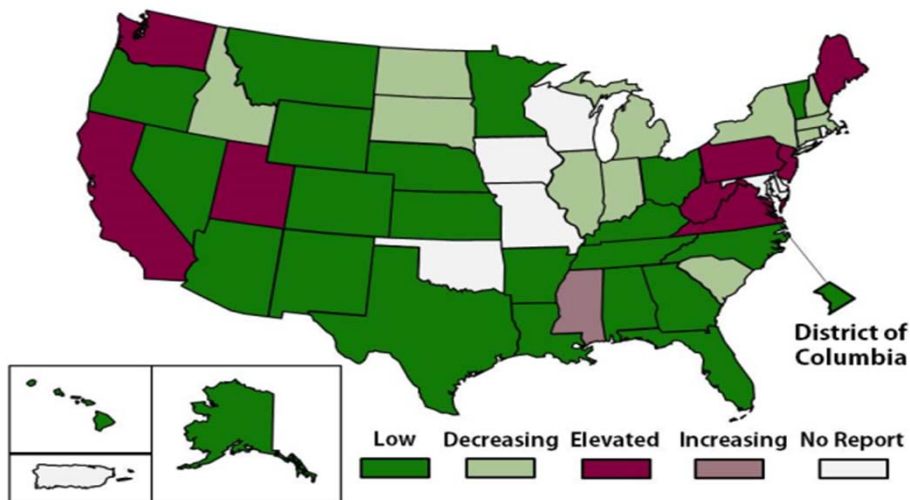 District of
Columbia
Low Decreasing Elevated Increasing No Report